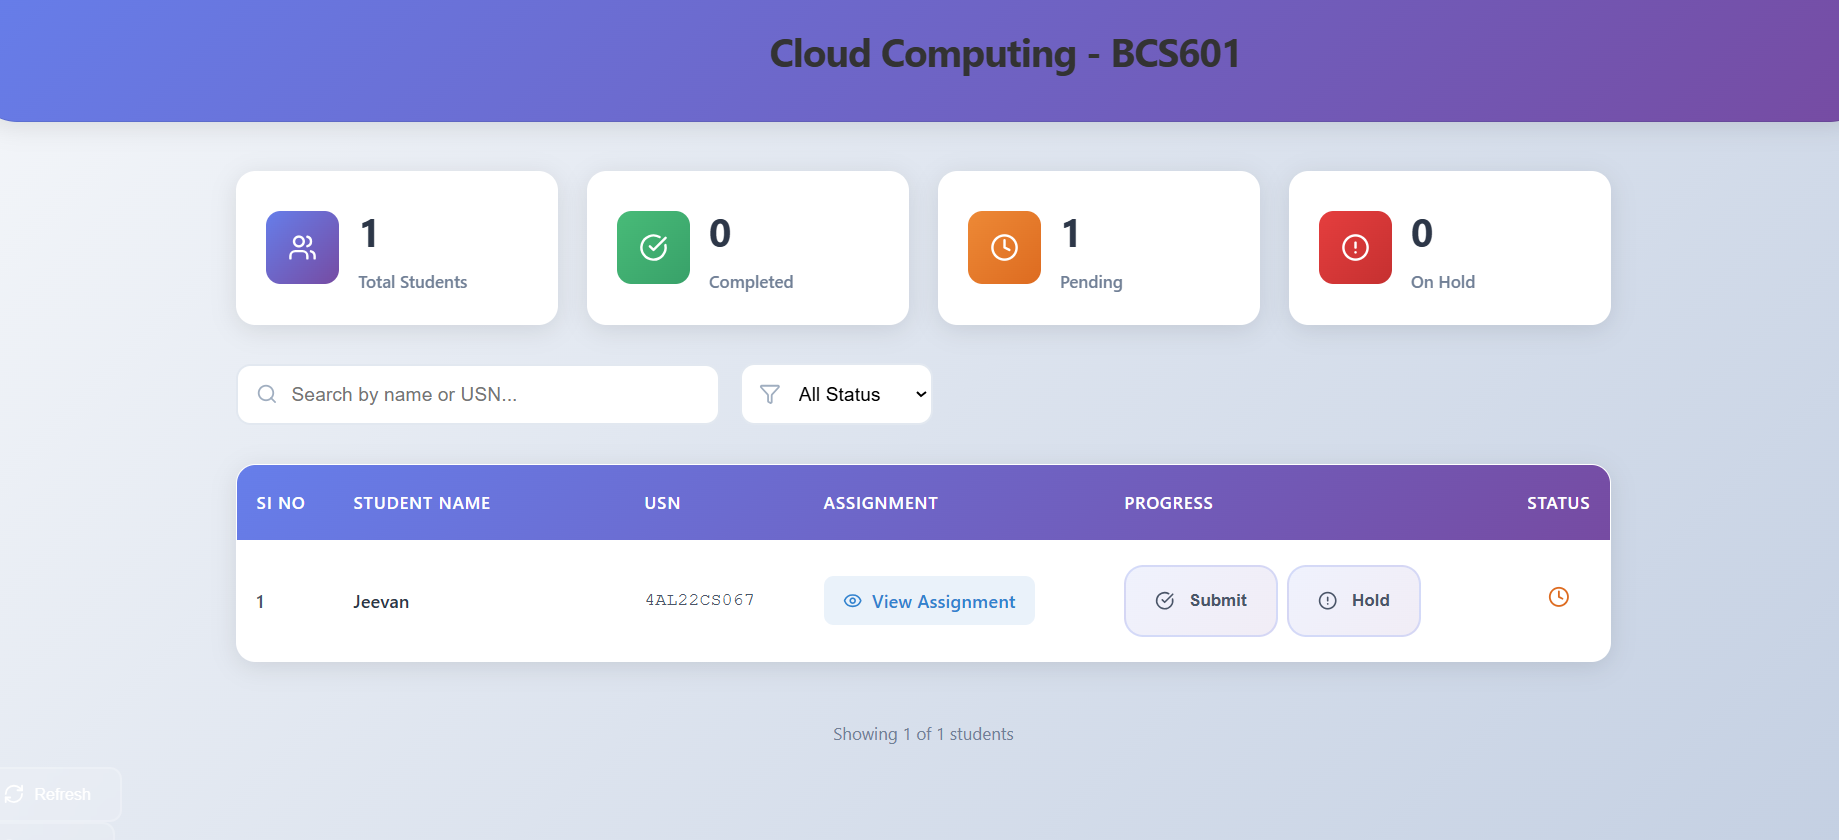 Cloud Computing - BCS601
1
Total Students
0
Completed
1
Pending
0
On Hold
Search by name or USN...
All Status
SI NO STUDENT NAME USN ASSIGNMENT PROGRESS STATUS
1 Jeevan 4AL22CS067 View Assignment Submit Hold
Showing 1 of 1 students
Refresh